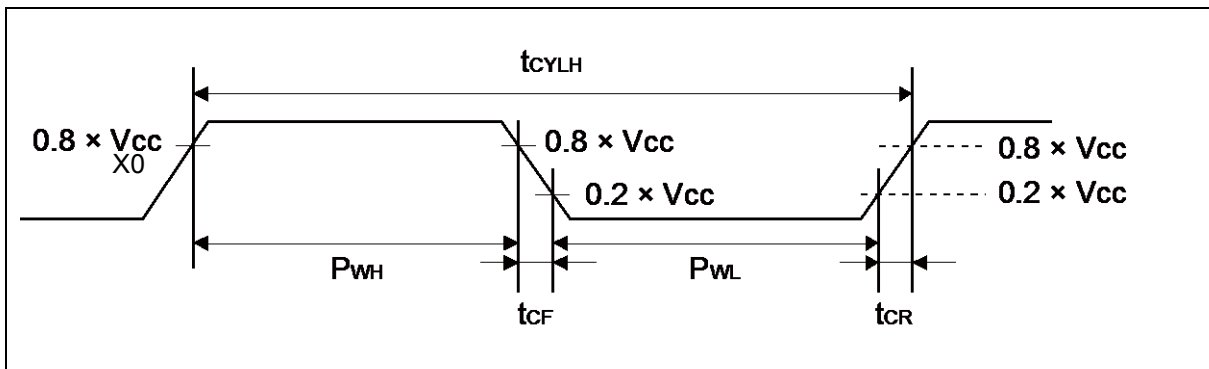 tCYLH
0.8 × Vcc
X0
0.8 × Vcc
0.2 × Vcc
0.8 × Vcc
0.2 × Vcc
PWH
PWL
tCF
tCR